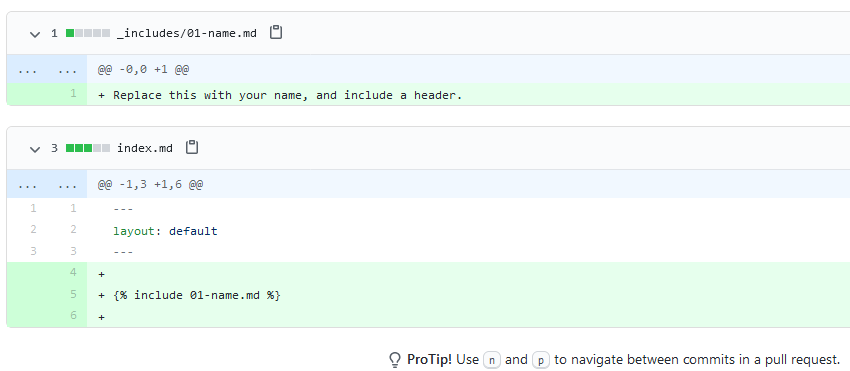 1 _includes/01-name.md
... ... @@ -0,0 +1 @@
1 + Replace this with your name, and include a header.
3 index.md
... ... @@ -1,3 +1,6 @@
1 1 ---
2 2 layout: default
3 3 ---
4 +
5 + {% include 01-name.md %}
6 +
ProTip! Use n and p to navigate between commits in a pull request.